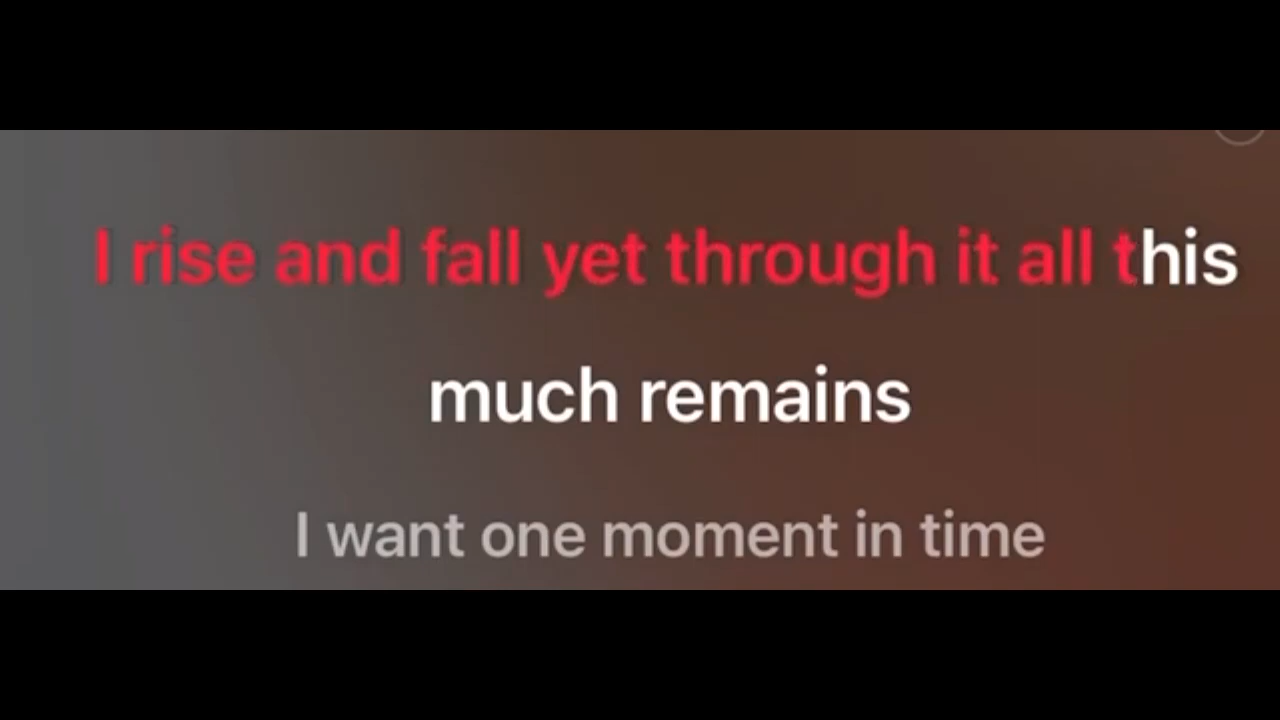 I rise and fall yet through it all this
much remains
I want one moment in time